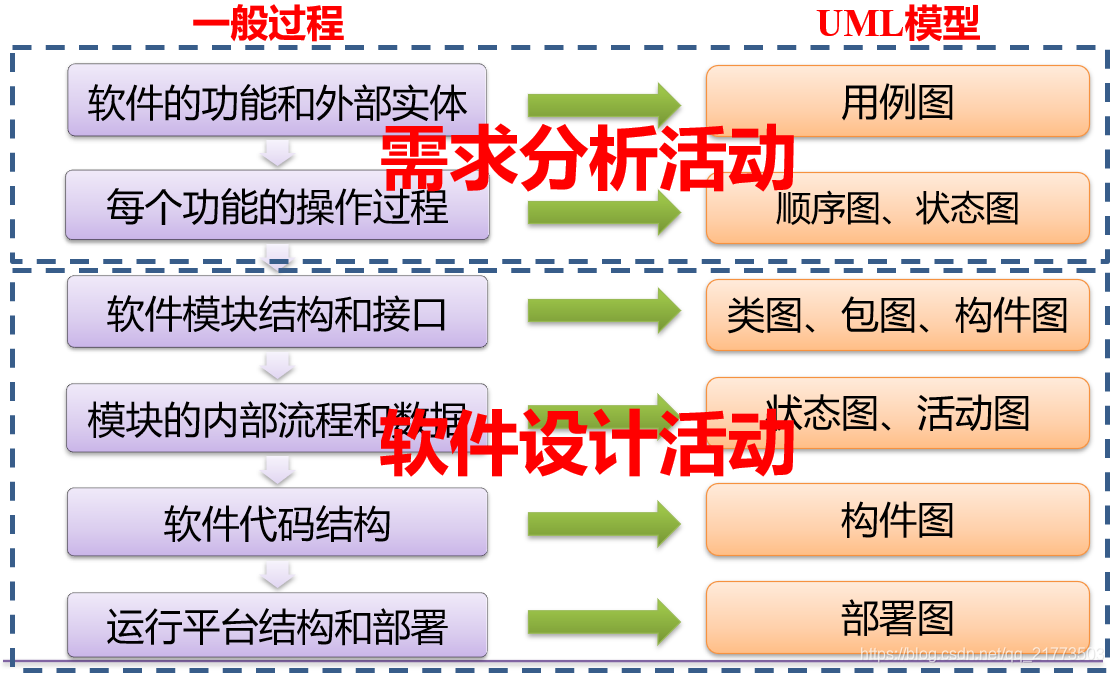 一般过程
UML模型
软件的功能和外部实体
用例图
需求分析活动
每个功能的操作过程
顺序图、状态图
软件模块结构和接口
类图、包图、构件图
模块的内部流程和数据
状态图、活动图
软件设计活动
软件代码结构
构件图
运行平台结构和部署
部署图
https://blog.csdn.net/qq_21773503